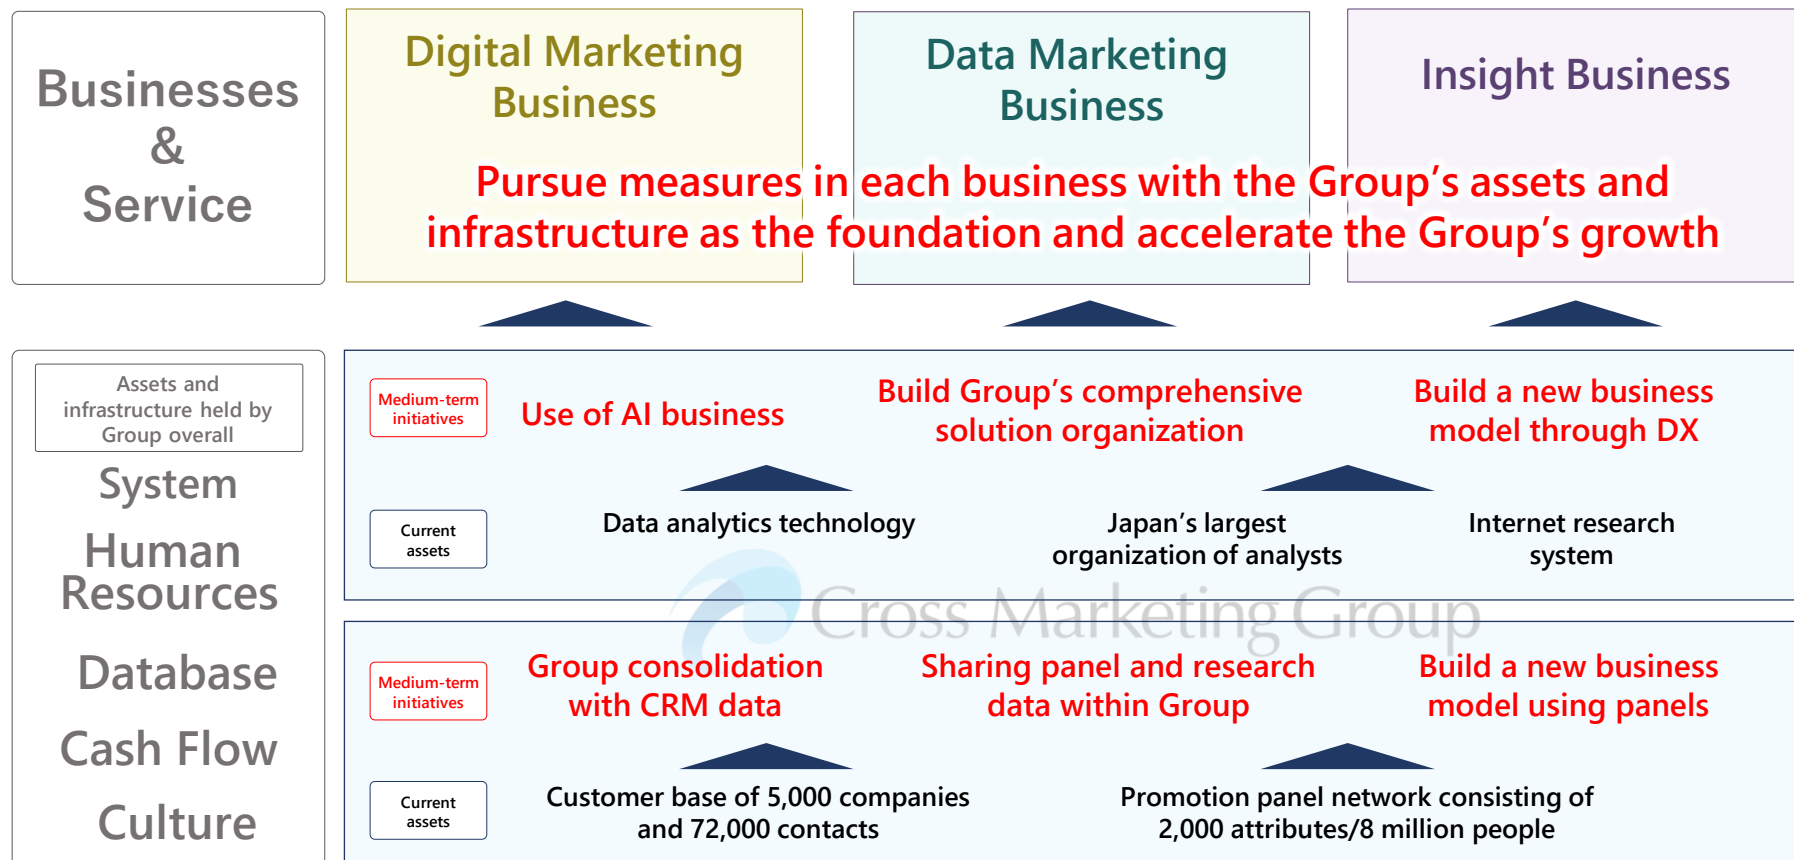 Businesses
&
Service
Digital Marketing
Business
Data Marketing
Business
Insight Business
Pursue measures in each business with the Group’s assets and
infrastructure as the foundation and accelerate the Group’s growth
Assets and
infrastructure held by
Group overall
System
Human
Resources
Database
Cash Flow
Culture
Medium-term
initiatives
Use of AI business
Build Group’s comprehensive
solution organization
Build a new business
model through DX
Current
assets
Data analytics technology
Japan’s largest
organization of analysts
Internet research
system
Cross Marketing Group
Medium-term
initiatives
Group consolidation
with CRM data
Sharing panel and research
data within Group
Build a new business
model using panels
Current
assets
Customer base of 5,000 companies
and 72,000 contacts
Promotion panel network consisting of
2,000 attributes/8 million people